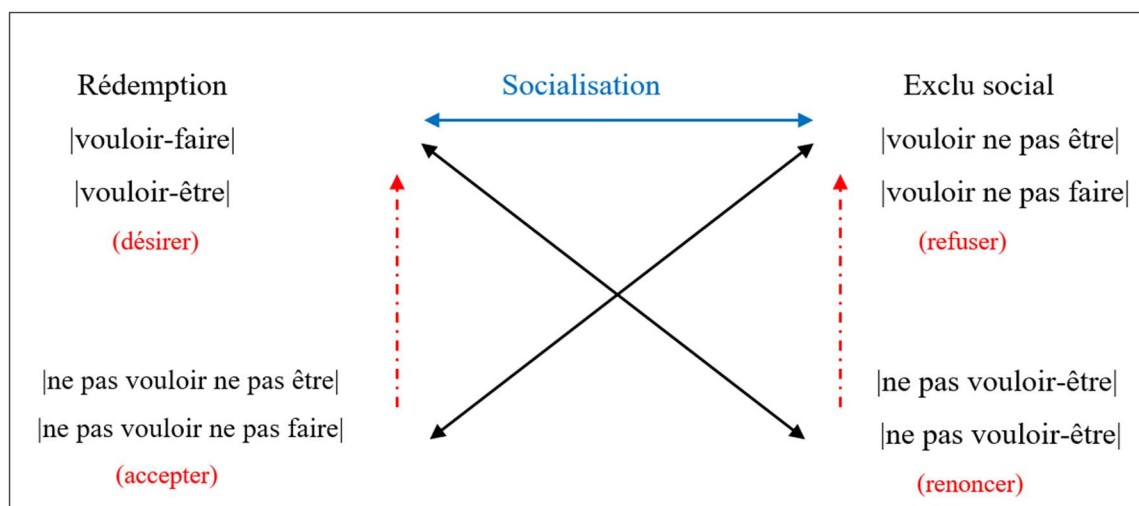 Rédemption
Socialisation
Exclu social
|vouloir-faire|
|vouloir ne pas être|
|vouloir-être|
|vouloir ne pas faire|
(désirer)
(refuser)
|ne pas vouloir ne pas être|
|ne pas vouloir-être|
|ne pas vouloir ne pas faire|
|ne pas vouloir-être|
(accepter)
(renoncer)